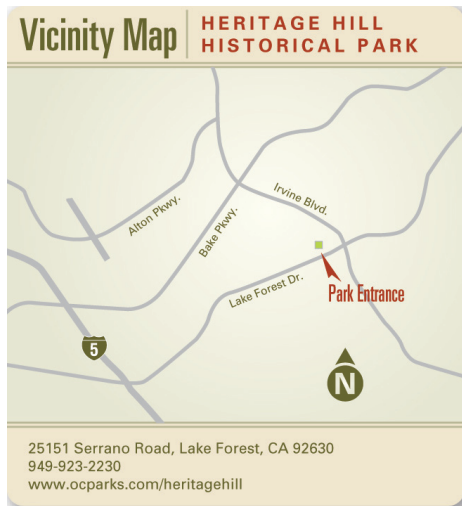 Vicinity Map
HERITAGE HILL
HISTORICAL PARK
Irvine Blvd.
Alton Pkwy.
Bake Pkwy.
Lake Forest Dr.
Park Entrance
5
N
25151 Serrano Road, Lake Forest, CA 92630
949-923-2230
www.ocparks.com/heritagehill